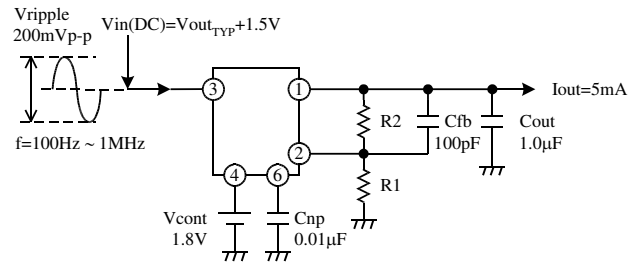 Vripple
200mVp-p
Vin(DC)=VoutTYP+1.5V
f=100Hz ~ 1MHz
3
1
2
4
6
R2
Cfb
100pF
Cout
1.0µF
Iout=5mA
R1
Vcont
1.8V
Cnp
0.01µF